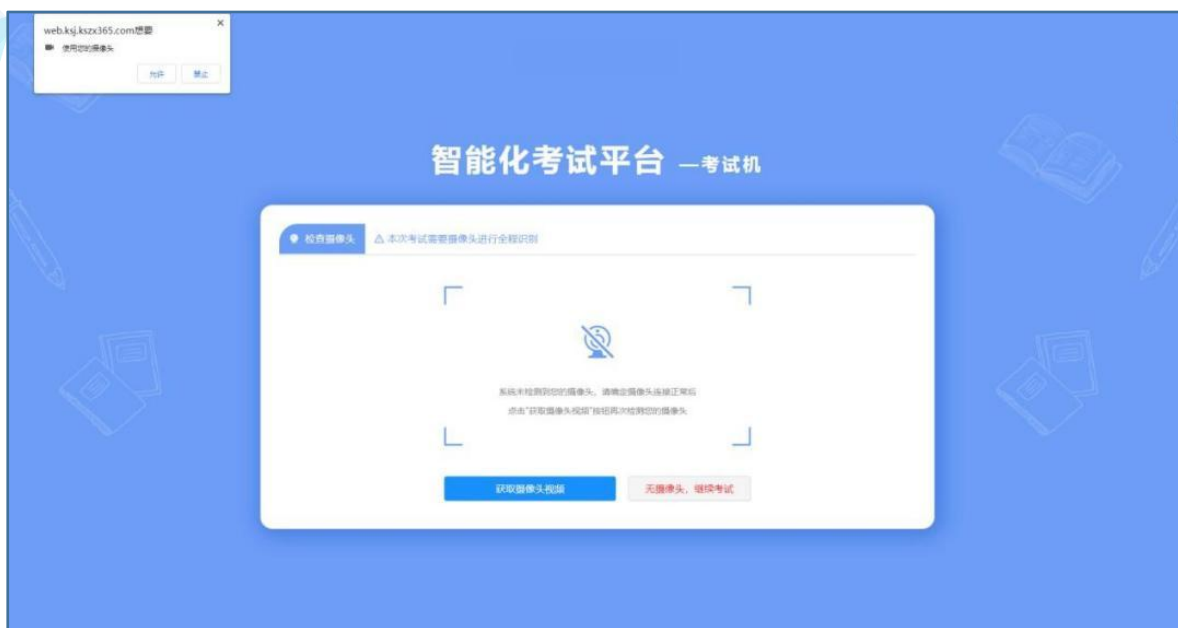 web.ksj.kszx365.com想要
使用您的摄像头
允许 禁止
智能化考试平台 —考试机
检查摄像头 本次考试需要摄像头进行全程识别
系统未检测到您的摄像头，请确定摄像头连接正常后
点击"获取摄像头视频"按钮再次检测您的摄像头
获取摄像头视频 无摄像头，继续考试